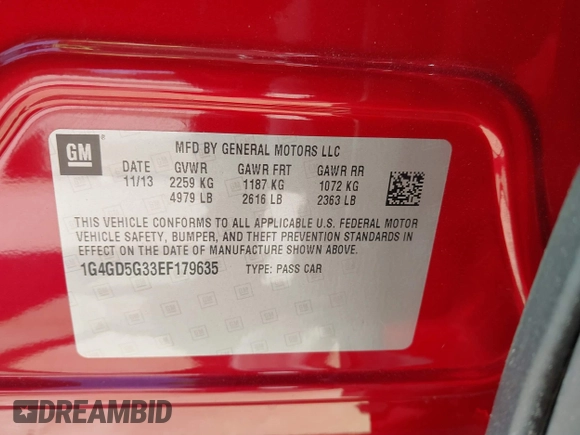 GM
MFD BY GENERAL MOTORS LLC
DATE GVWR GAWR FRT GAWR RR
11/13 2259 KG 1187 KG 1072 KG
4979 LB 2616 LB 2363 LB
THIS VEHICLE CONFORMS TO ALL APPLICABLE U.S. FEDERAL MOTOR
VEHICLE SAFETY, BUMPER, AND THEFT PREVENTION STANDARDS IN
EFFECT ON THE DATE OF MANUFACTURE SHOWN ABOVE.
1G4GD5G33EF179635 TYPE: PASS CAR
DREAMBID